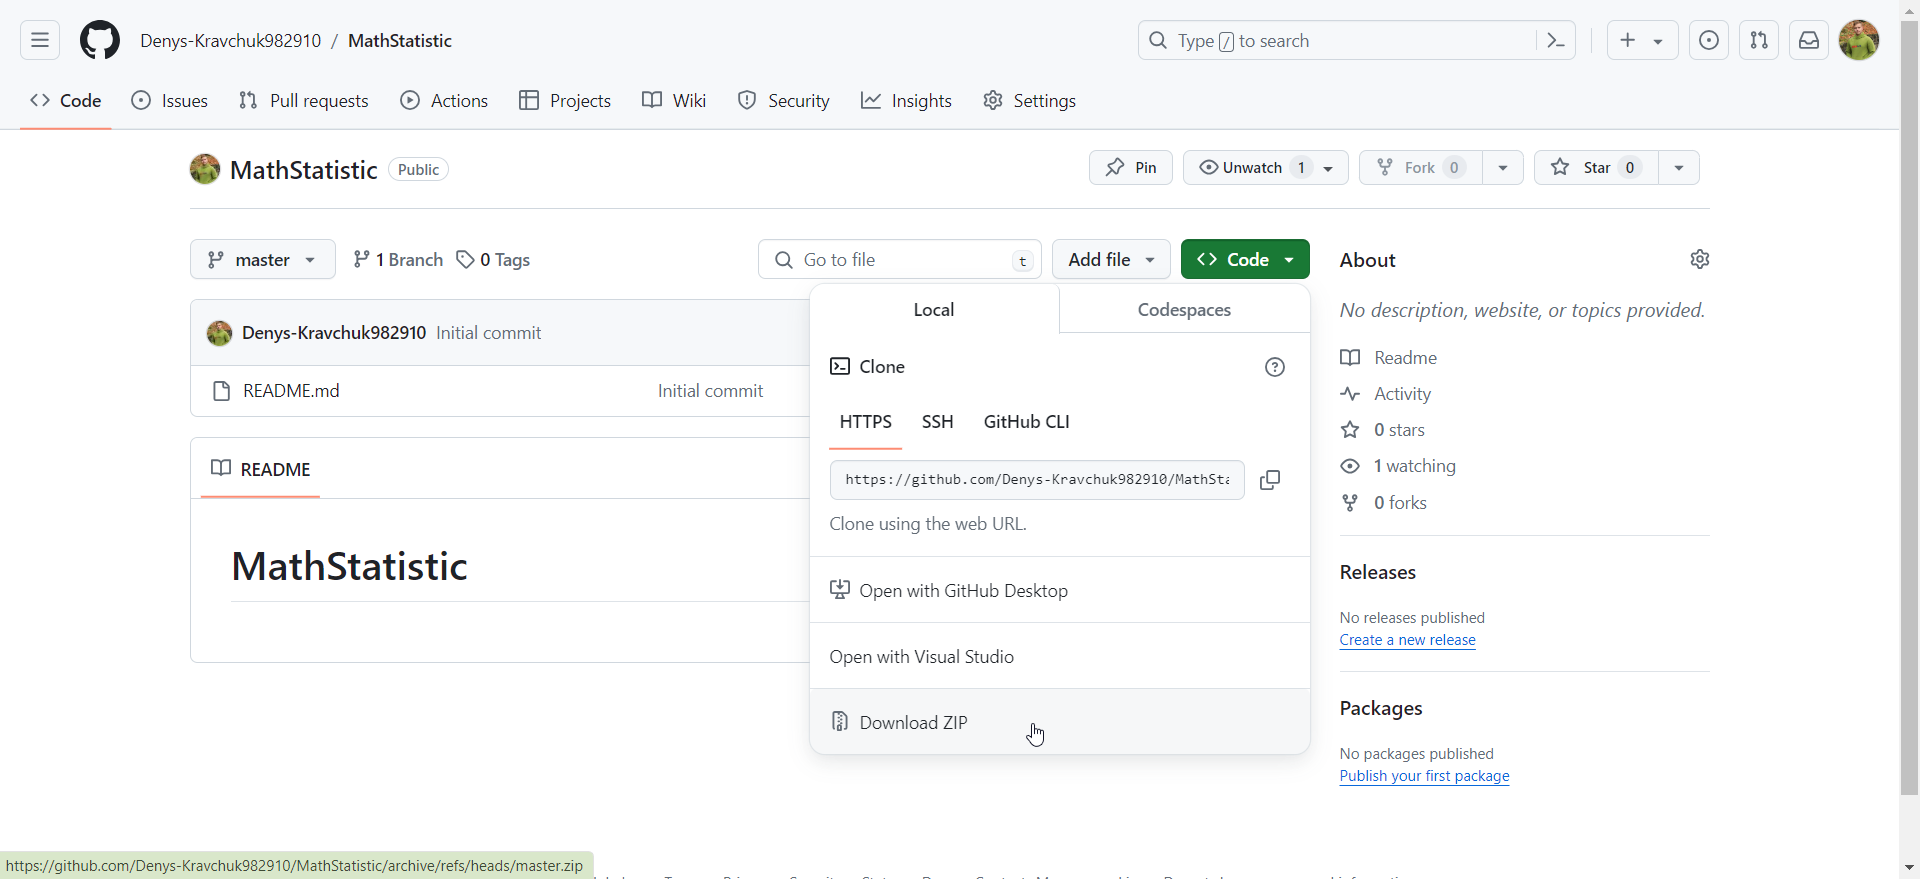 Denys-Kravchuk982910 / MathStatistic
Type / to search
Code
Issues
Pull requests
Actions
Projects
Wiki
Security
Insights
Settings
MathStatistic
Public
Pin
Unwatch 1
Fork 0
Star 0
master
1 Branch
0 Tags
Go to file
t
Add file
Code
Denys-Kravchuk982910 Initial commit
README.md
Initial commit
README
MathStatistic
Local
Codespaces
Clone
HTTPS
SSH
GitHub CLI
https://github.com/Denys-Kravchuk982910/MathSta
Clone using the web URL.
Open with GitHub Desktop
Open with Visual Studio
Download ZIP
About
No description, website, or topics provided.
Readme
Activity
0 stars
1 watching
0 forks
Releases
No releases published
Create a new release
Packages
No packages published
Publish your first package
https://github.com/Denys-Kravchuk982910/MathStatistic/archive/refs/heads/master.zip